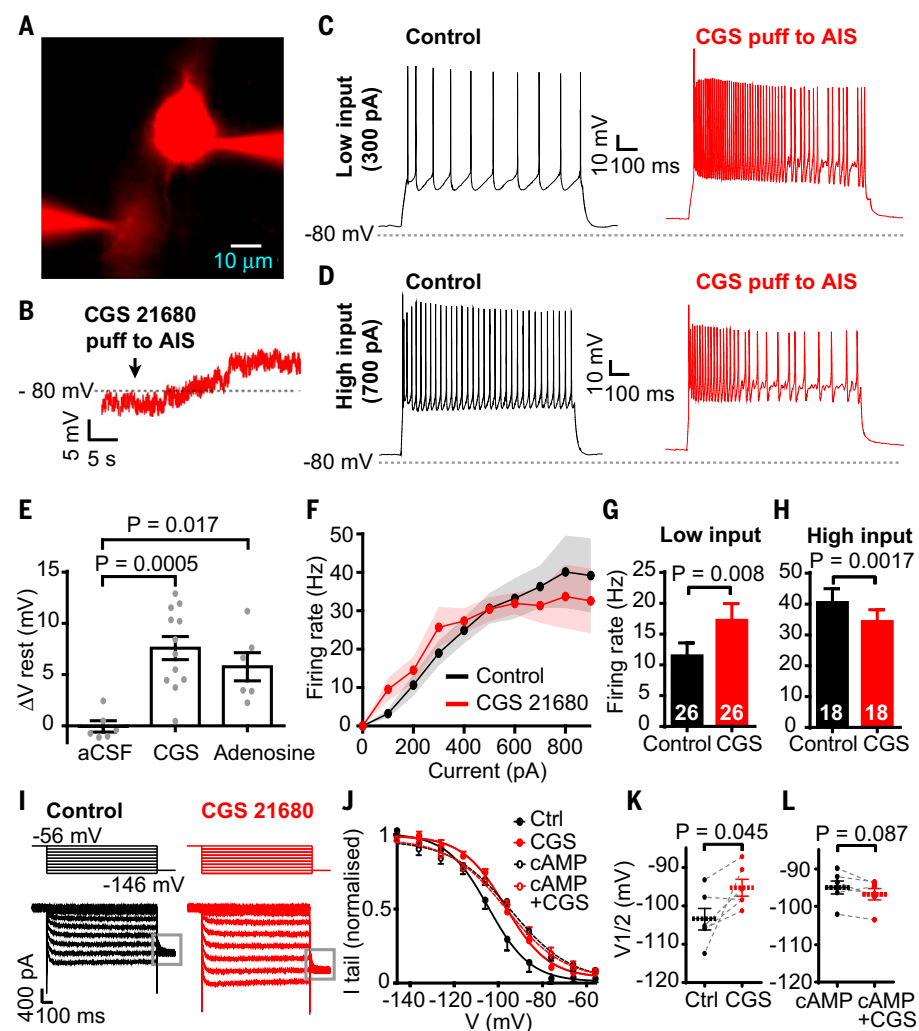 A
10 µm
B
CGS 21680
puff to AIS
- 80 mV
5 mV
5 s
C
Control
CGS puff to AIS
Low input
(300 pA)
10 mV
100 ms
-80 mV
D
Control
CGS puff to AIS
High input
(700 pA)
10 mV
100 ms
-80 mV
E
P = 0.017
P = 0.0005
ΔV rest (mV)
15
10
5
0
aCSF
CGS
Adenosine
F
Firing rate (Hz)
50
40
30
20
10
0
Control
CGS 21680
0
200
400
600
800
Current (pA)
G
Low input
P = 0.008
Firing rate (Hz)
25
20
15
10
5
0
26
26
Control
CGS
H
High input
P = 0.0017
50
40
30
20
10
0
18
18
Control
CGS
I
Control
CGS 21680
-56 mV
-146 mV
400 pA
100 ms
J
Ctrl
CGS
cAMP
cAMP
+CGS
I tail (normalised)
1
0.5
0
-140
-100
-60
V (mV)
K
P = 0.045
V1/2 (mV)
-90
-100
-110
-120
Ctrl
CGS
L
P = 0.087
-90
-100
-110
-120
cAMP
cAMP
+CGS